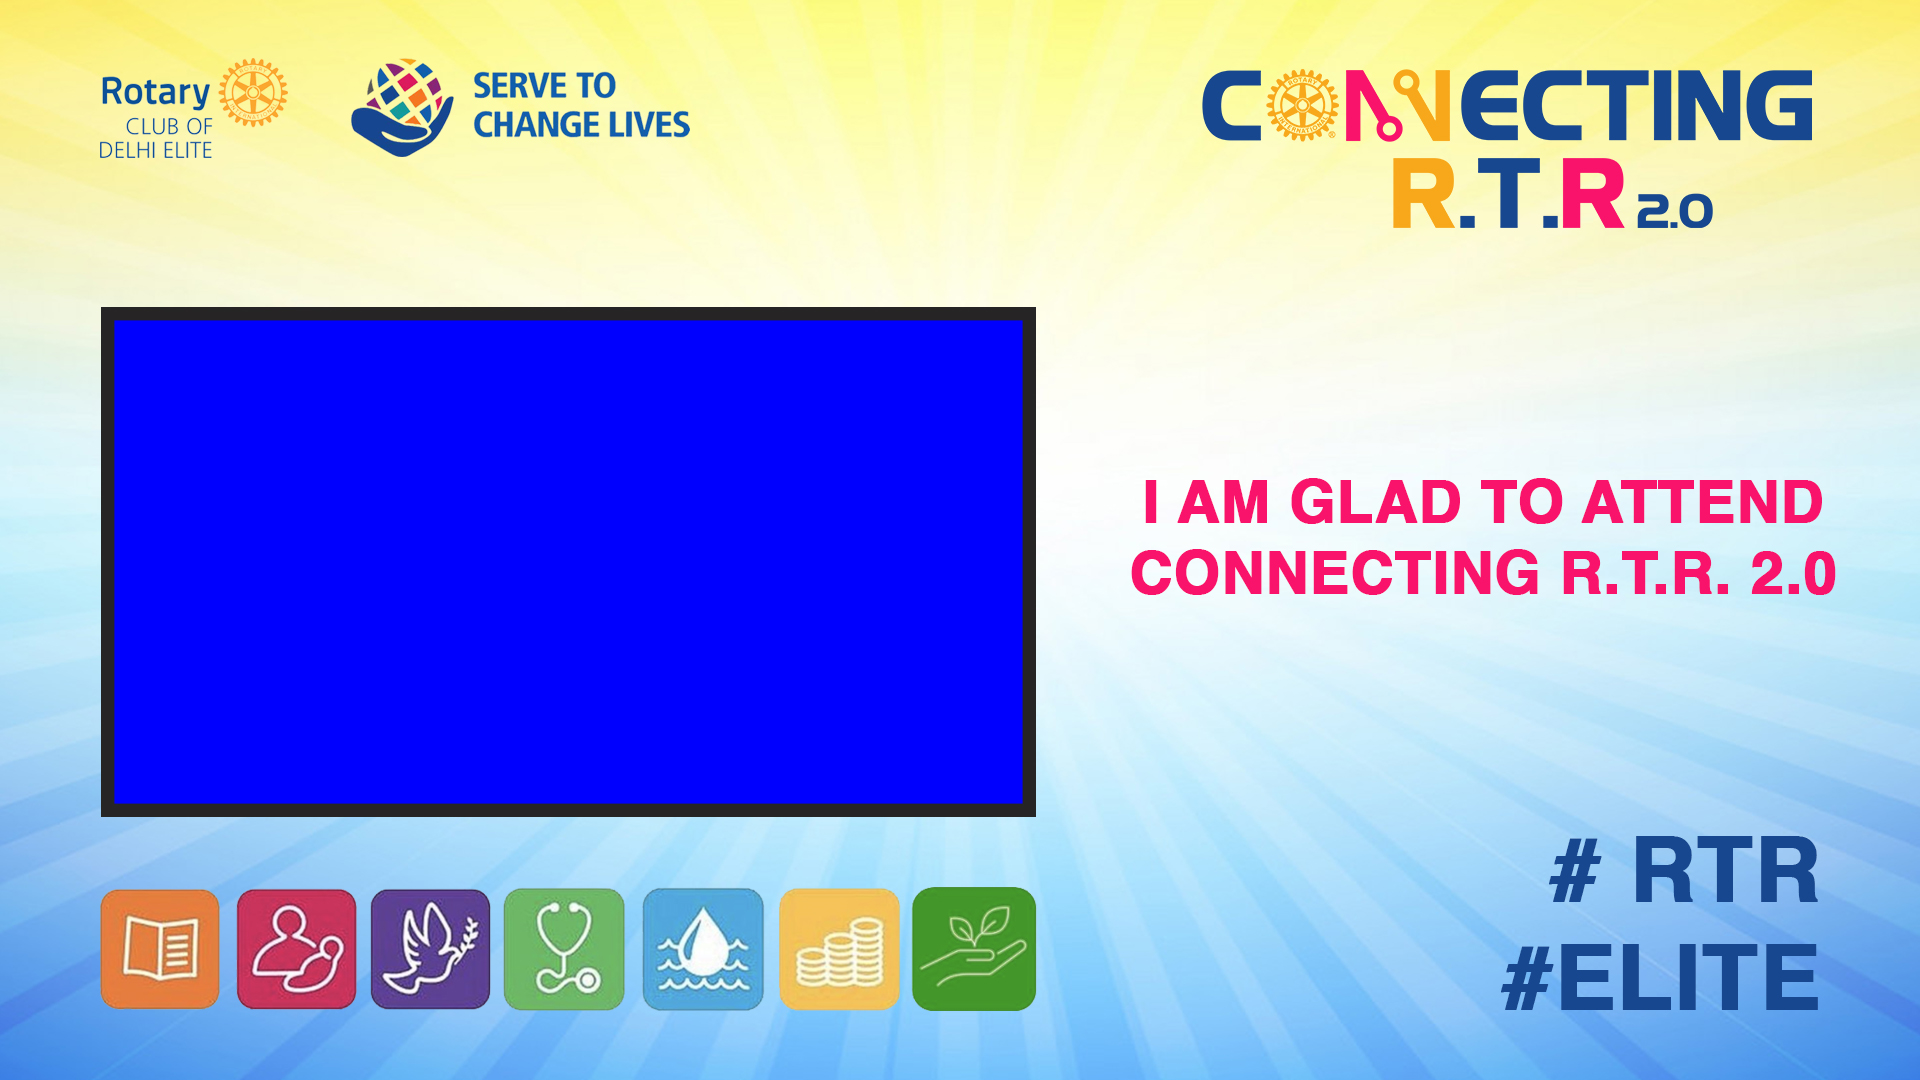 Rotary
CLUB OF
DELHI ELITE
SERVE TO
CHANGE LIVES
CONNECTING
R.T.R 2.0
I AM GLAD TO ATTEND
CONNECTING R.T.R. 2.0
# RTR
#ELITE